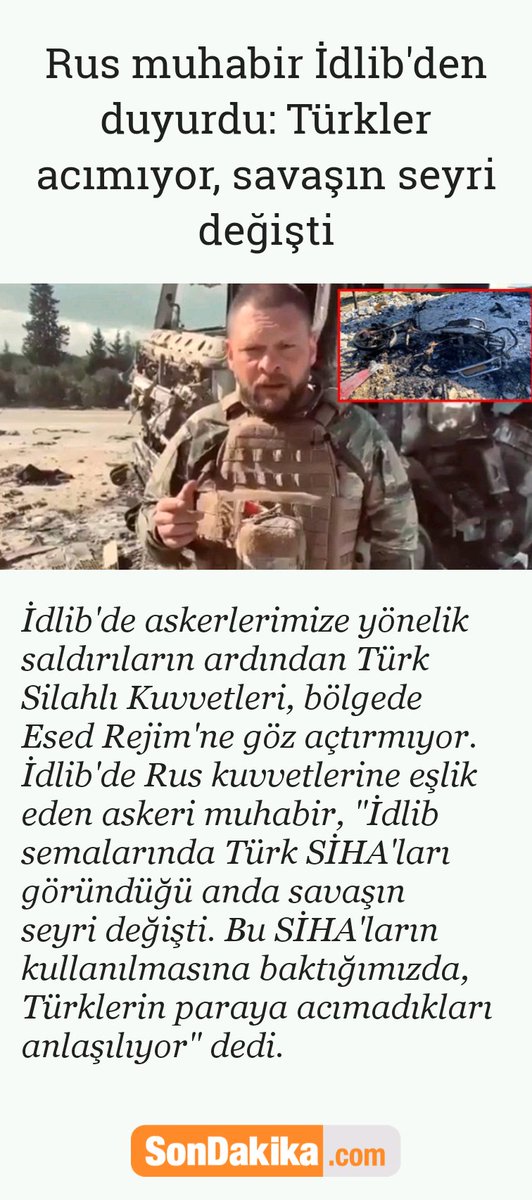 Rus muhabir İdlib'den
duyurdu: Türkler
acımıyor, savaşın seyri
değişti
İdlib'de askerlerimize yönelik
saldırıların ardından Türk
Silahlı Kuvvetleri, bölgede
Esed Rejim'ne göz açtırmıyor.
İdlib'de Rus kuvvetlerine eşlik
eden askeri muhabir, "İdlib
semalarında Türk SİHA'ları
göründüğü anda savaşın
seyri değişti. Bu SİHA'ların
kullanılmasına baktığımızda,
Türklerin paraya acımadıkları
anlaşılıyor" dedi.
SonDakika.com